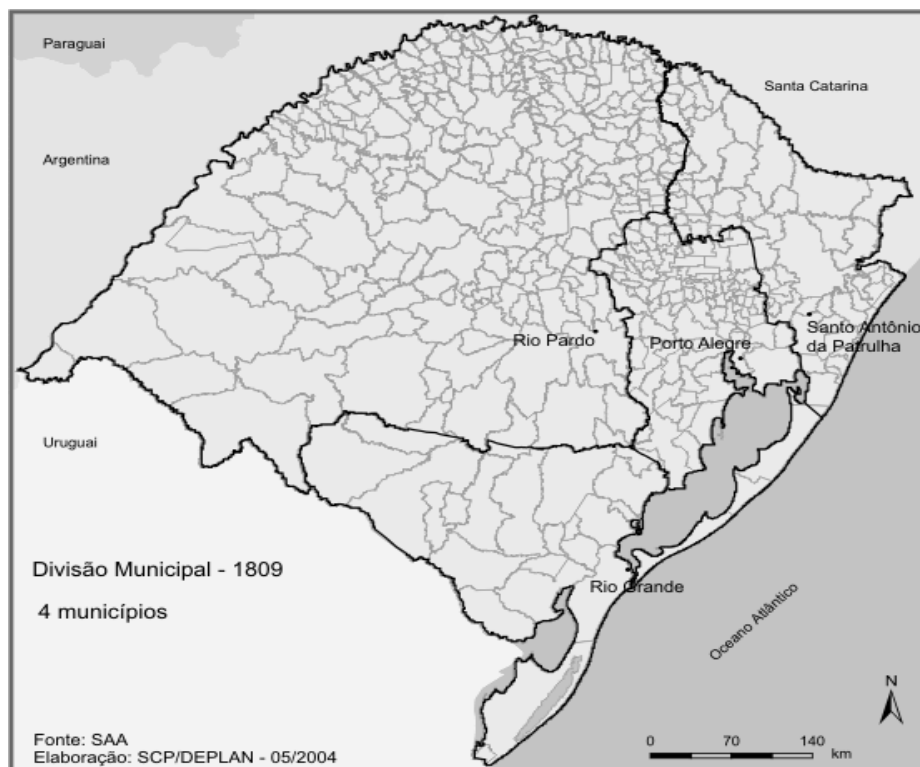 Paraguai
Santa Catarina
Argentina
Santo Antônio
da Patrulha
Rio Pardo
Porto Alegre
Uruguai
Divisão Municipal - 1809
4 municípios
Rio Grande
Oceano Atlântico
N
0 70 140
km
Fonte: SAA
Elaboração: SCP/DEPLAN - 05/2004